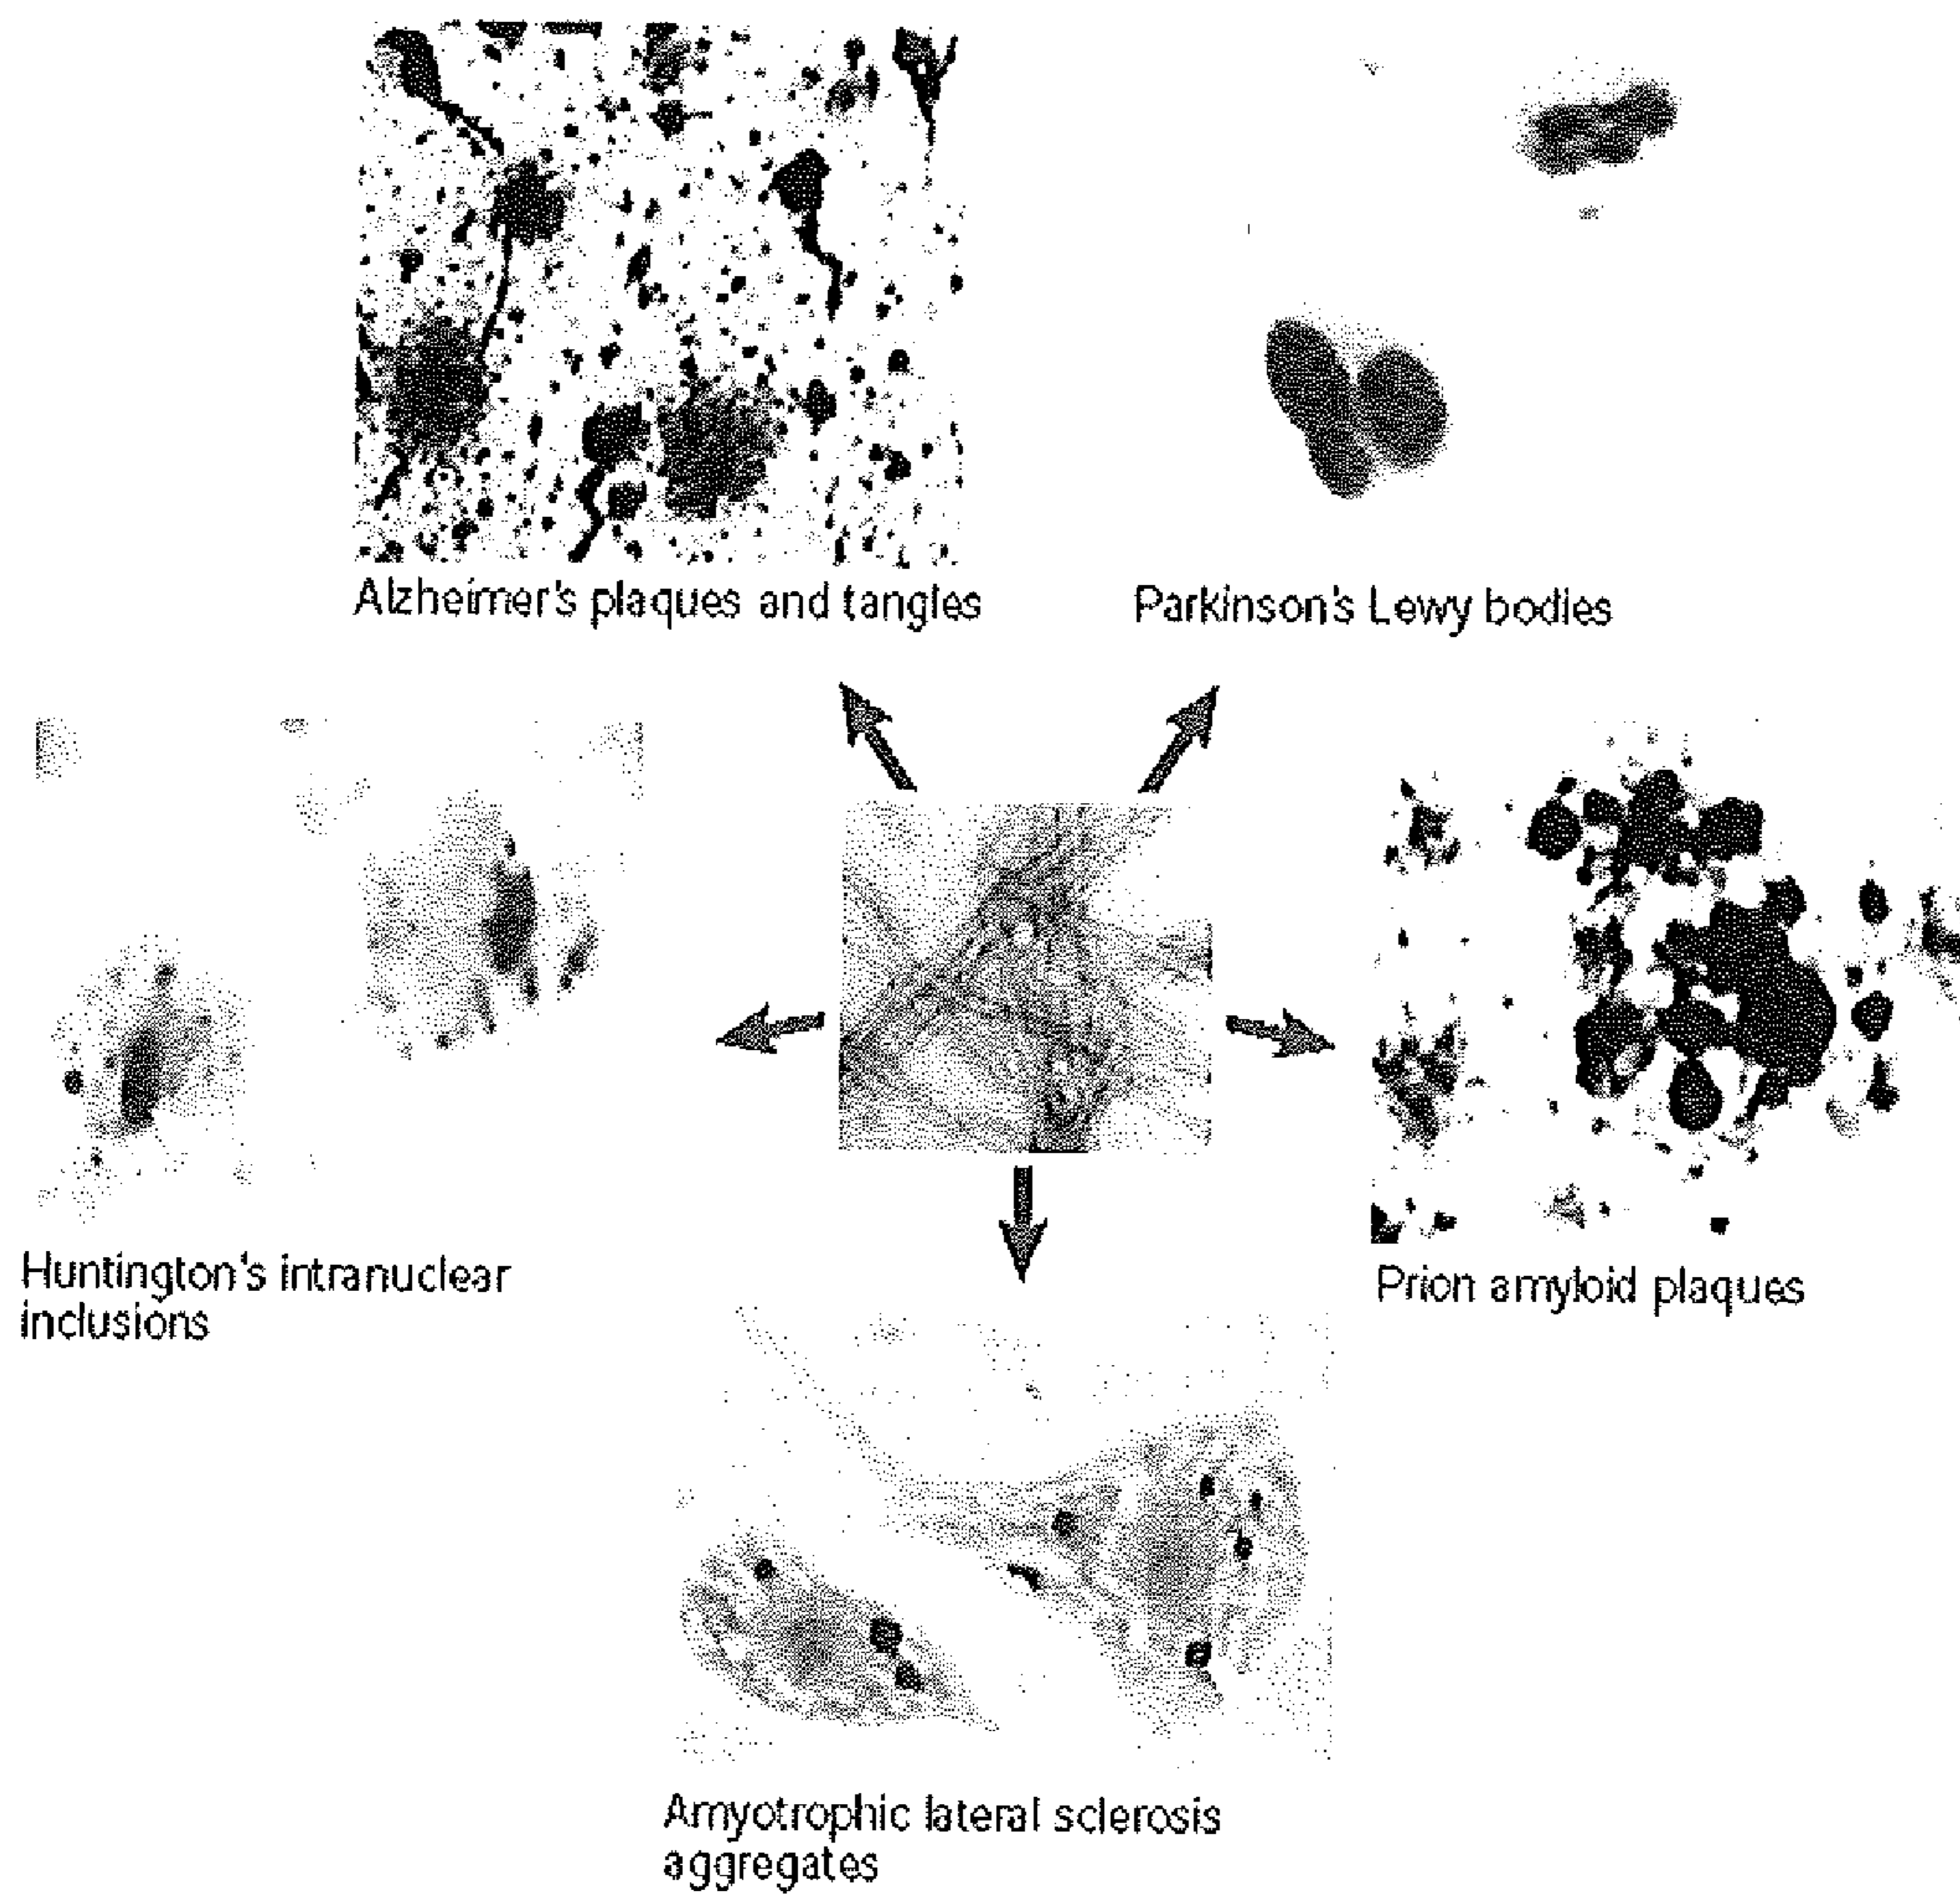 Alzheimer's plaques and tangles
Parkinson's Lewy bodies
Huntington's intranuclear
inclusions
Prion amyloid plaques
Amyotrophic lateral sclerosis
aggregates